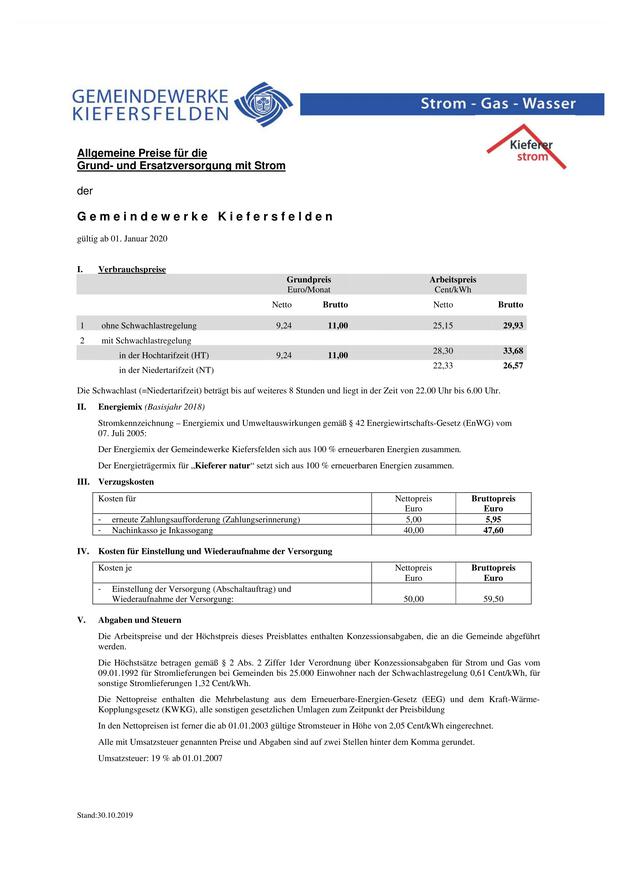 GEMEINDEWERKE
KIEFERSFELDEN
Strom - Gas - Wasser
Kieferer
strom
Allgemeine Preise für die
Grund- und Ersatzversorgung mit Strom
der
Gemeindewerke Kiefersfelden
gültig ab 01. Januar 2020
I. Verbrauchspreise
Grundpreis Arbeitspreis
Euro/Monat Cent/kWh
Netto Brutto Netto Brutto
1 ohne Schwachlastregelung 9,24 11,00 25,15 29,93
2 mit Schwachlastregelung
in der Hochtarifzeit (HT) 9,24 11,00 28,30 33,68
in der Niedertarifzeit (NT) 22,33 26,57
Die Schwachlast (=Niedertarifzeit) beträgt bis auf weiteres 8 Stunden und liegt in der Zeit von 22.00 Uhr bis 6.00 Uhr.
II. Energiemix (Basisjahr 2018)
Stromkennzeichnung – Energiemix und Umweltauswirkungen gemäß § 42 Energiewirtschafts-Gesetz (EnWG) vom
07. Juli 2005:
Der Energiemix der Gemeindewerke Kiefersfelden sich aus 100 % erneuerbaren Energien zusammen.
Der Energieträgermix für „Kieferer natur“ setzt sich aus 100 % erneuerbaren Energien zusammen.
III. Verzugskosten
Kosten für Nettopreis Bruttopreis
Euro Euro
- erneute Zahlungsaufforderung (Zahlungserinnerung) 5,00 5,95
- Nachinkasso je Inkassogang 40,00 47,60
IV. Kosten für Einstellung und Wiederaufnahme der Versorgung
Kosten je Nettopreis Bruttopreis
Euro Euro
- Einstellung der Versorgung (Abschaltauftrag) und
Wiederaufnahme der Versorgung: 50,00 59,50
V. Abgaben und Steuern
Die Arbeitspreise und der Höchstpreis dieses Preisblattes enthalten Konzessionsabgaben, die an die Gemeinde abgeführt
werden.
Die Höchstsätze betragen gemäß § 2 Abs. 2 Ziffer 1der Verordnung über Konzessionsabgaben für Strom und Gas vom
09.01.1992 für Stromlieferungen bei Gemeinden bis 25.000 Einwohner nach der Schwachlastregelung 0,61 Cent/kWh, für
sonstige Stromlieferungen 1,32 Cent/kWh.
Die Nettopreise enthalten die Mehrbelastung aus dem Erneuerbare-Energien-Gesetz (EEG) und dem Kraft-Wärme-
Kopplungsgesetz (KWKG), alle sonstigen gesetzlichen Umlagen zum Zeitpunkt der Preisbildung
In den Nettopreisen ist ferner die ab 01.01.2003 gültige Stromsteuer in Höhe von 2,05 Cent/kWh eingerechnet.
Alle mit Umsatzsteuer genannten Preise und Abgaben sind auf zwei Stellen hinter dem Komma gerundet.
Umsatzsteuer: 19 % ab 01.01.2007
Stand:30.10.2019